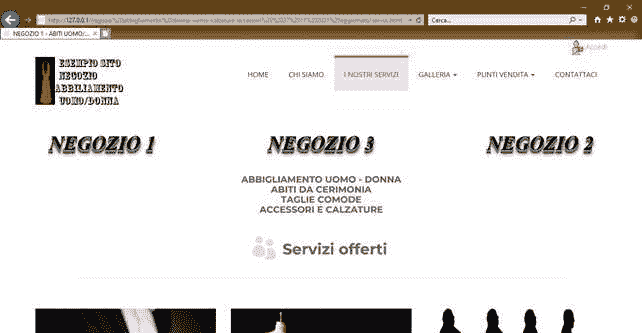 Cerca...
NEGOZIO 1 - ABITI UOMO/...
Accedi
ESEMPIO SITO
NEGOZIO
ABBILIAMENTO
UOMO/DONNA
HOME CHI SIAMO I NOSTRI SERVIZI GALLERIA PUNTI VENDITA CONTATTACI
NEGOZIO 1 NEGOZIO 3 NEGOZIO 2
ABBIGLIAMENTO UOMO - DONNA
ABITI DA CERIMONIA
TAGLIE COMODE
ACCESSORI E CALZATURE
Servizi offerti